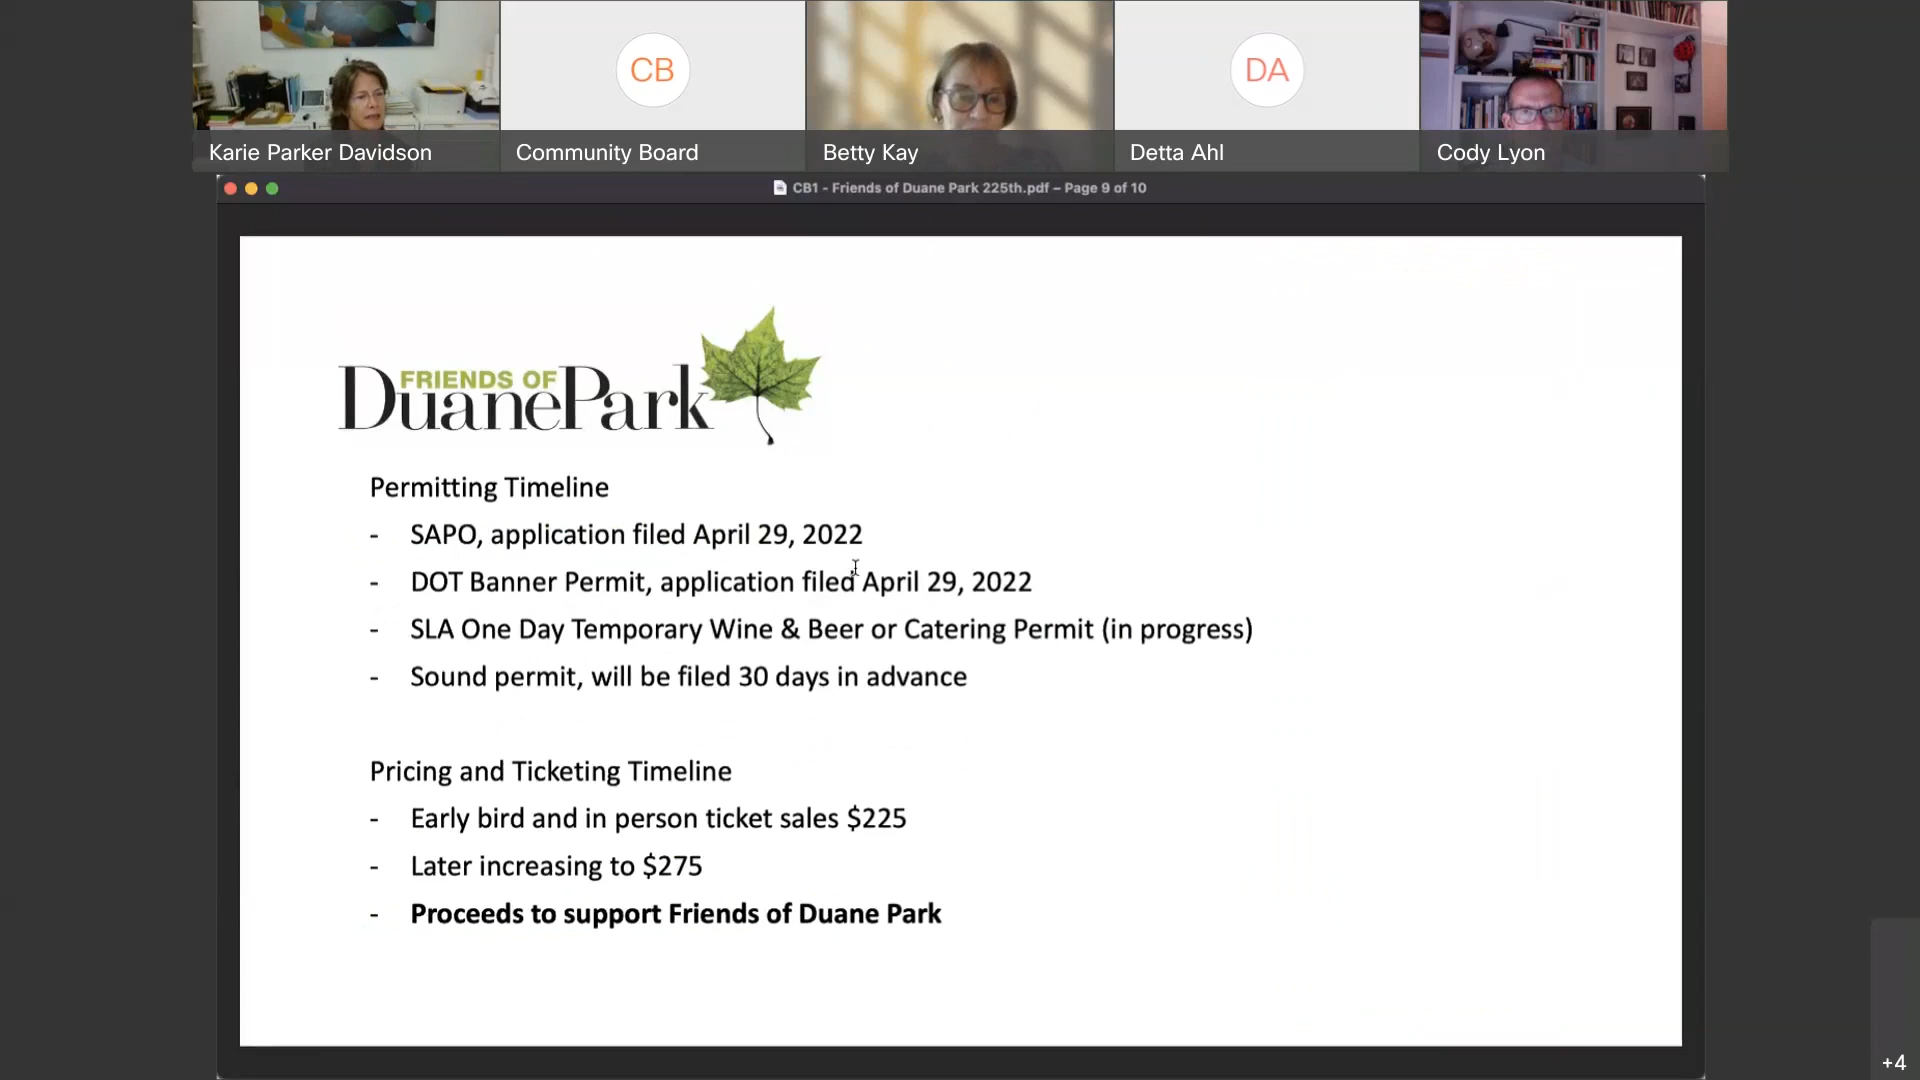 CB
DA
Karie Parker Davidson
Community Board
Betty Kay
Detta Ahl
Cody Lyon
CB1 - Friends of Duane Park 225th.pdf – Page 9 of 10
FRIENDS OF
DuanePark
Permitting Timeline
- SAPO, application filed April 29, 2022
- DOT Banner Permit, application filed April 29, 2022
- SLA One Day Temporary Wine & Beer or Catering Permit (in progress)
- Sound permit, will be filed 30 days in advance
Pricing and Ticketing Timeline
- Early bird and in person ticket sales $225
- Later increasing to $275
- Proceeds to support Friends of Duane Park
+4